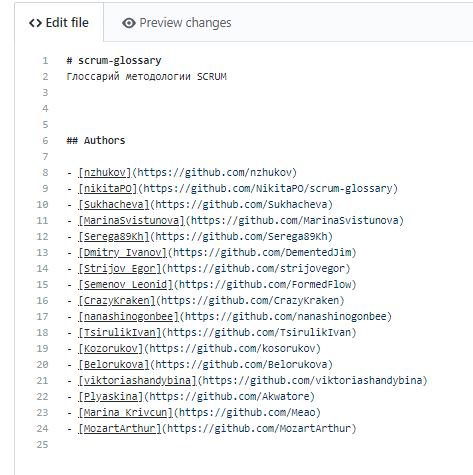 Edit file
Preview changes
1 # scrum-glossary
2 Глоссарий методологии SCRUM
3
4
5
6 ## Authors
7
8 - [nzhukov](https://github.com/nzhukov)
9 - [nikitaPO](https://github.com/NikitaPO/scrum-glossary)
10 - [Sukhacheva](https://github.com/Sukhacheva)
11 - [MarinaSvistunova](https://github.com/MarinaSvistunova)
12 - [Serega89Kh](https://github.com/Serega89Kh)
13 - [Dmitry Ivanov](https://github.com/DementedJim)
14 - [Strijov Egor](https://github.com/strijovegor)
15 - [Semenov Leonid](https://github.com/FormedFlow)
16 - [CrazyKraken](https://github.com/CrazyKraken)
17 - [nanashinogonbee](https://github.com/nanashinogonbee)
18 - [TsirulikIvan](https://github.com/TsirulikIvan)
19 - [Kozorukov](https://github.com/kosorukov)
20 - [Belorukova](https://github.com/Belorukova)
21 - [viktoriashandybina](https://github.com/viktoriashandybina)
22 - [Plyaskina](https://github.com/Akwatore)
23 - [Marina Krivcun](https://github.com/Meao)
24 - [MozartArthur](https://github.com/MozartArthur)
25